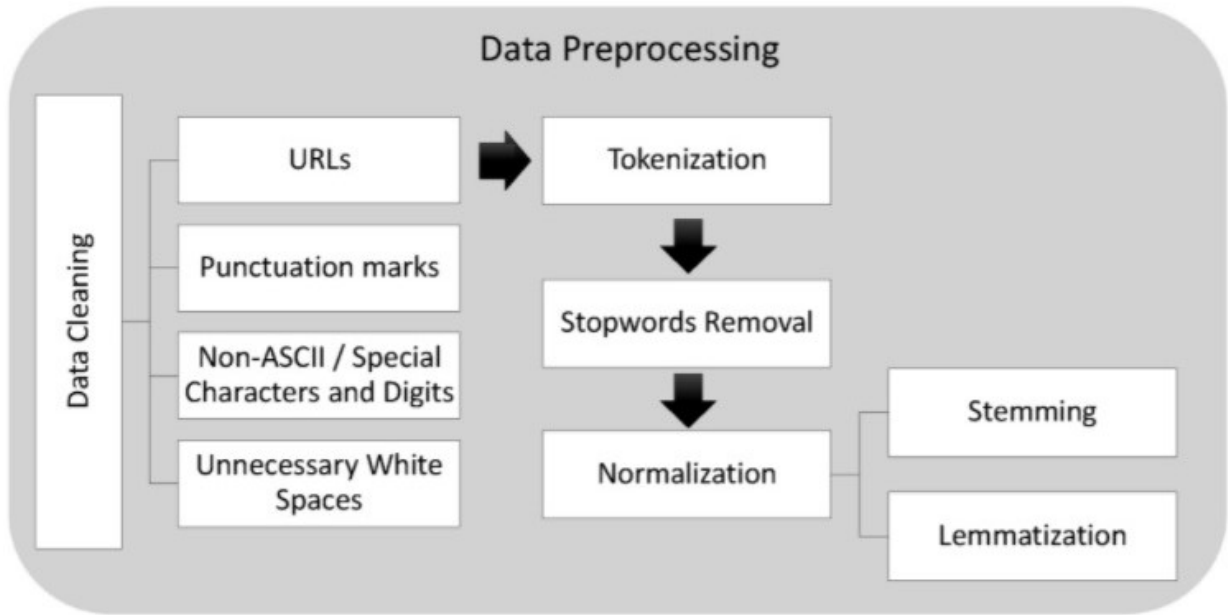 Data Preprocessing
Data Cleaning
URLs
Punctuation marks
Non-ASCII / Special
Characters and Digits
Unnecessary White
Spaces
Tokenization
Stopwords Removal
Normalization
Stemming
Lemmatization